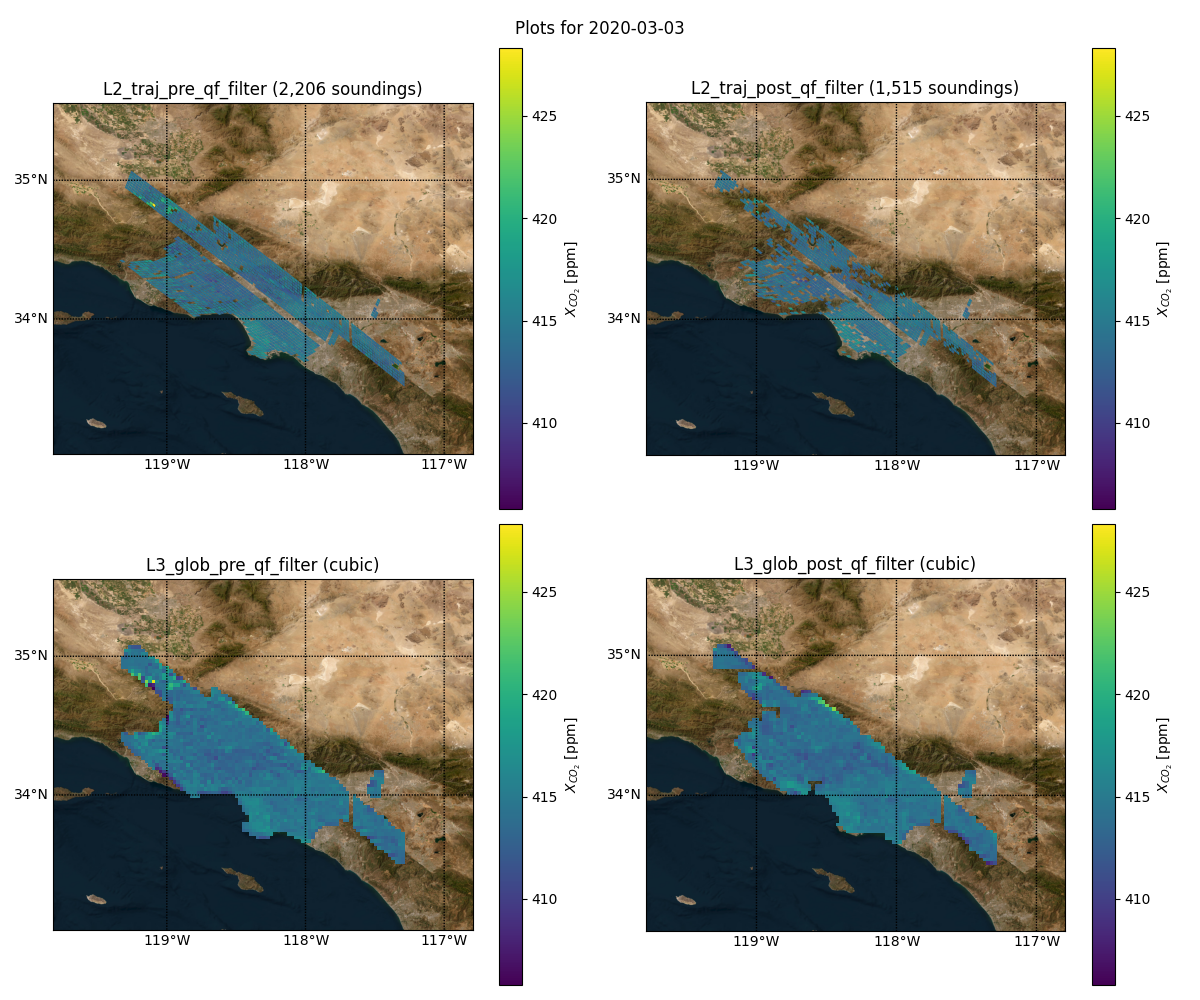 Plots for 2020-03-03
L2_traj_pre_qf_filter (2,206 soundings)
35°N
34°N
119°W
118°W
117°W
425
420
415
410
X_CO₂ [ppm]
L2_traj_post_qf_filter (1,515 soundings)
35°N
34°N
119°W
118°W
117°W
425
420
415
410
X_CO₂ [ppm]
L3_glob_pre_qf_filter (cubic)
35°N
34°N
119°W
118°W
117°W
425
420
415
410
X_CO₂ [ppm]
L3_glob_post_qf_filter (cubic)
35°N
34°N
119°W
118°W
117°W
425
420
415
410
X_CO₂ [ppm]